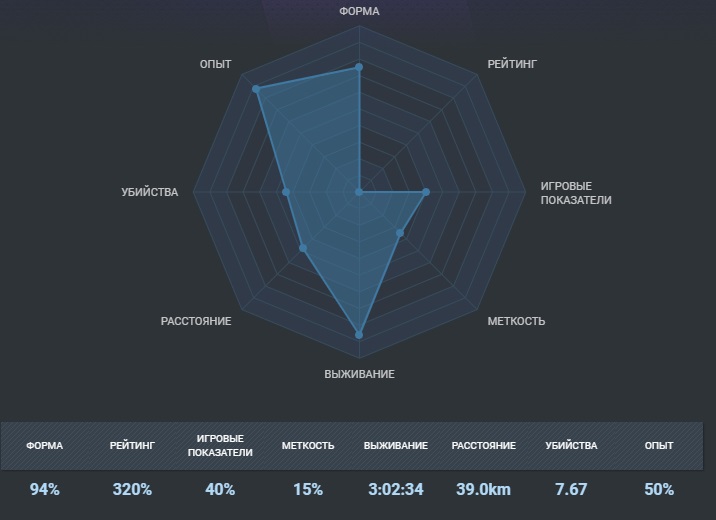 ФОРМА
ОПЫТ
РЕЙТИНГ
УБИЙСТВА
ИГРОВЫЕ
ПОКАЗАТЕЛИ
РАССТОЯНИЕ
МЕТКОСТЬ
ВЫЖИВАНИЕ
ФОРМА РЕЙТИНГ ИГРОВЫЕ ПОКАЗАТЕЛИ МЕТКОСТЬ ВЫЖИВАНИЕ РАССТОЯНИЕ УБИЙСТВА ОПЫТ
94% 320% 40% 15% 3:02:34 39.0km 7.67 50%